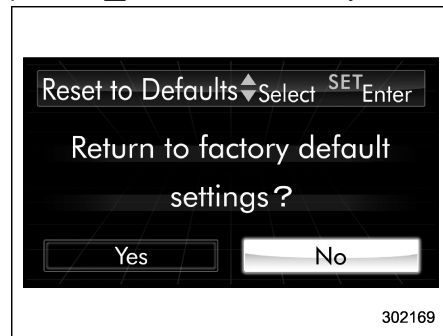 Reset to Defaults Select SET Enter
Return to factory default
settings?
Yes No
302169